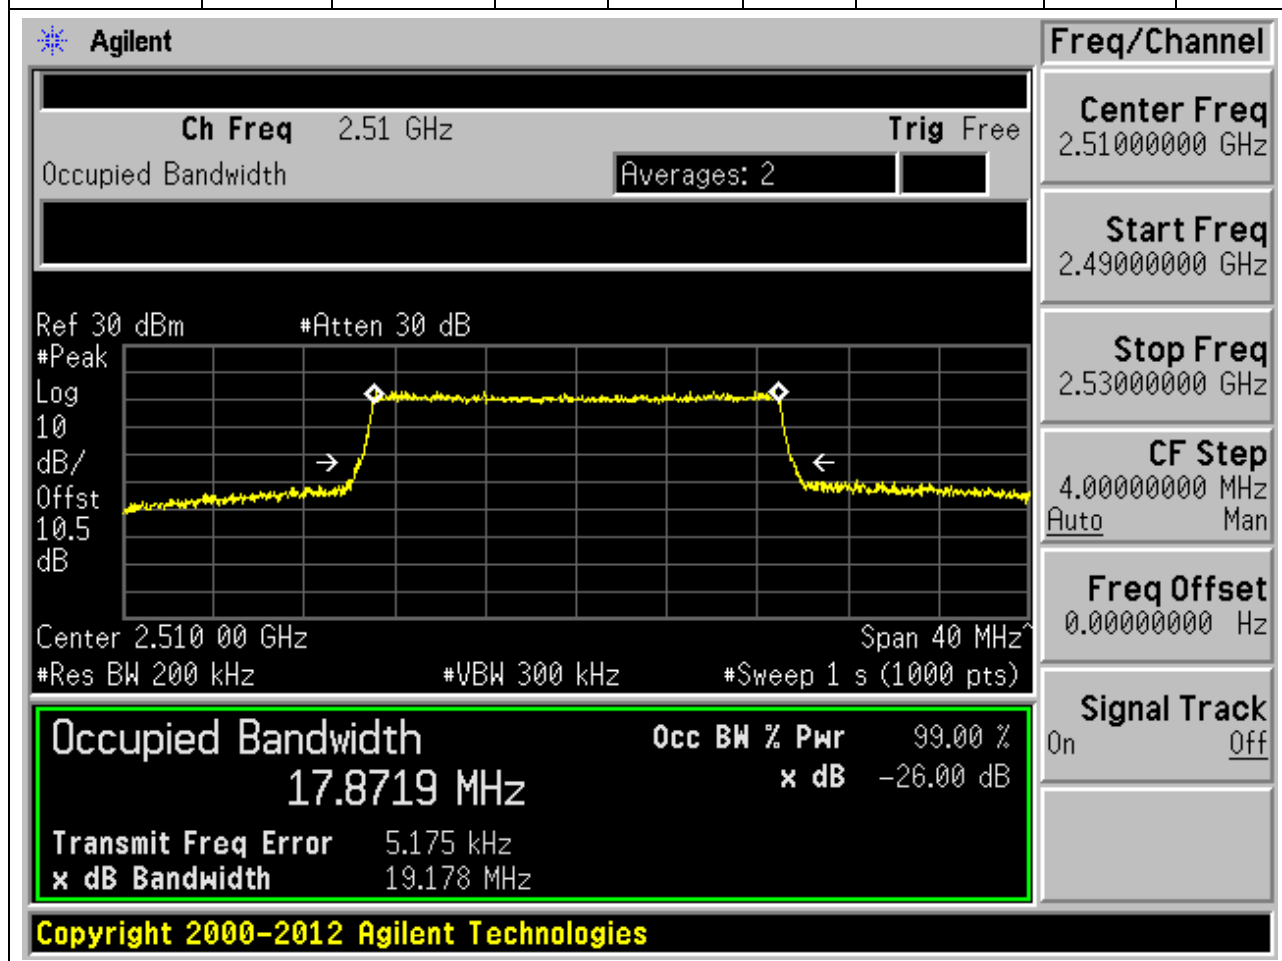 Agilent
Freq/Channel
Ch Freq 2.51 GHz Trig Free
Occupied Bandwidth Averages: 2
Center Freq
2.51000000 GHz
Start Freq
2.49000000 GHz
Stop Freq
2.53000000 GHz
CF Step
4.00000000 MHz
Auto Man
Freq Offset
0.00000000 Hz
Signal Track
On Off
Ref 30 dBm #Atten 30 dB
#Peak
Log
10
dB/
Offst
10.5
dB
Center 2.510 00 GHz Span 40 MHz^
#Res BW 200 kHz #VBW 300 kHz #Sweep 1 s (1000 pts)
Occupied Bandwidth Occ BW % Pwr 99.00 %
17.8719 MHz x dB -26.00 dB
Transmit Freq Error 5.175 kHz
x dB Bandwidth 19.178 MHz
Copyright 2000-2012 Agilent Technologies